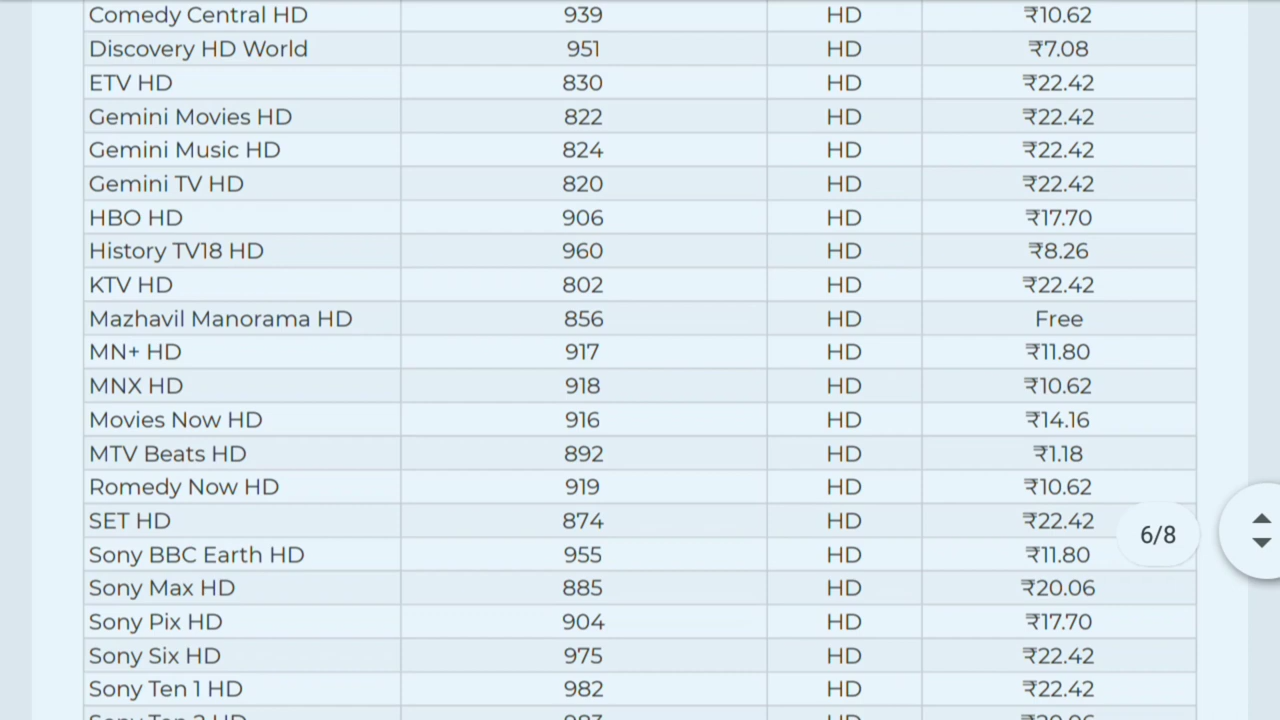 Comedy Central HD 939 HD ₹10.62
Discovery HD World 951 HD ₹7.08
ETV HD 830 HD ₹22.42
Gemini Movies HD 822 HD ₹22.42
Gemini Music HD 824 HD ₹22.42
Gemini TV HD 820 HD ₹22.42
HBO HD 906 HD ₹17.70
History TV18 HD 960 HD ₹8.26
KTV HD 802 HD ₹22.42
Mazhavil Manorama HD 856 HD Free
MN+ HD 917 HD ₹11.80
MNX HD 918 HD ₹10.62
Movies Now HD 916 HD ₹14.16
MTV Beats HD 892 HD ₹1.18
Romedy Now HD 919 HD ₹10.62
SET HD 874 HD ₹22.42
6/8
Sony BBC Earth HD 955 HD ₹11.80
Sony Max HD 885 HD ₹20.06
Sony Pix HD 904 HD ₹17.70
Sony Six HD 975 HD ₹22.42
Sony Ten 1 HD 982 HD ₹22.42